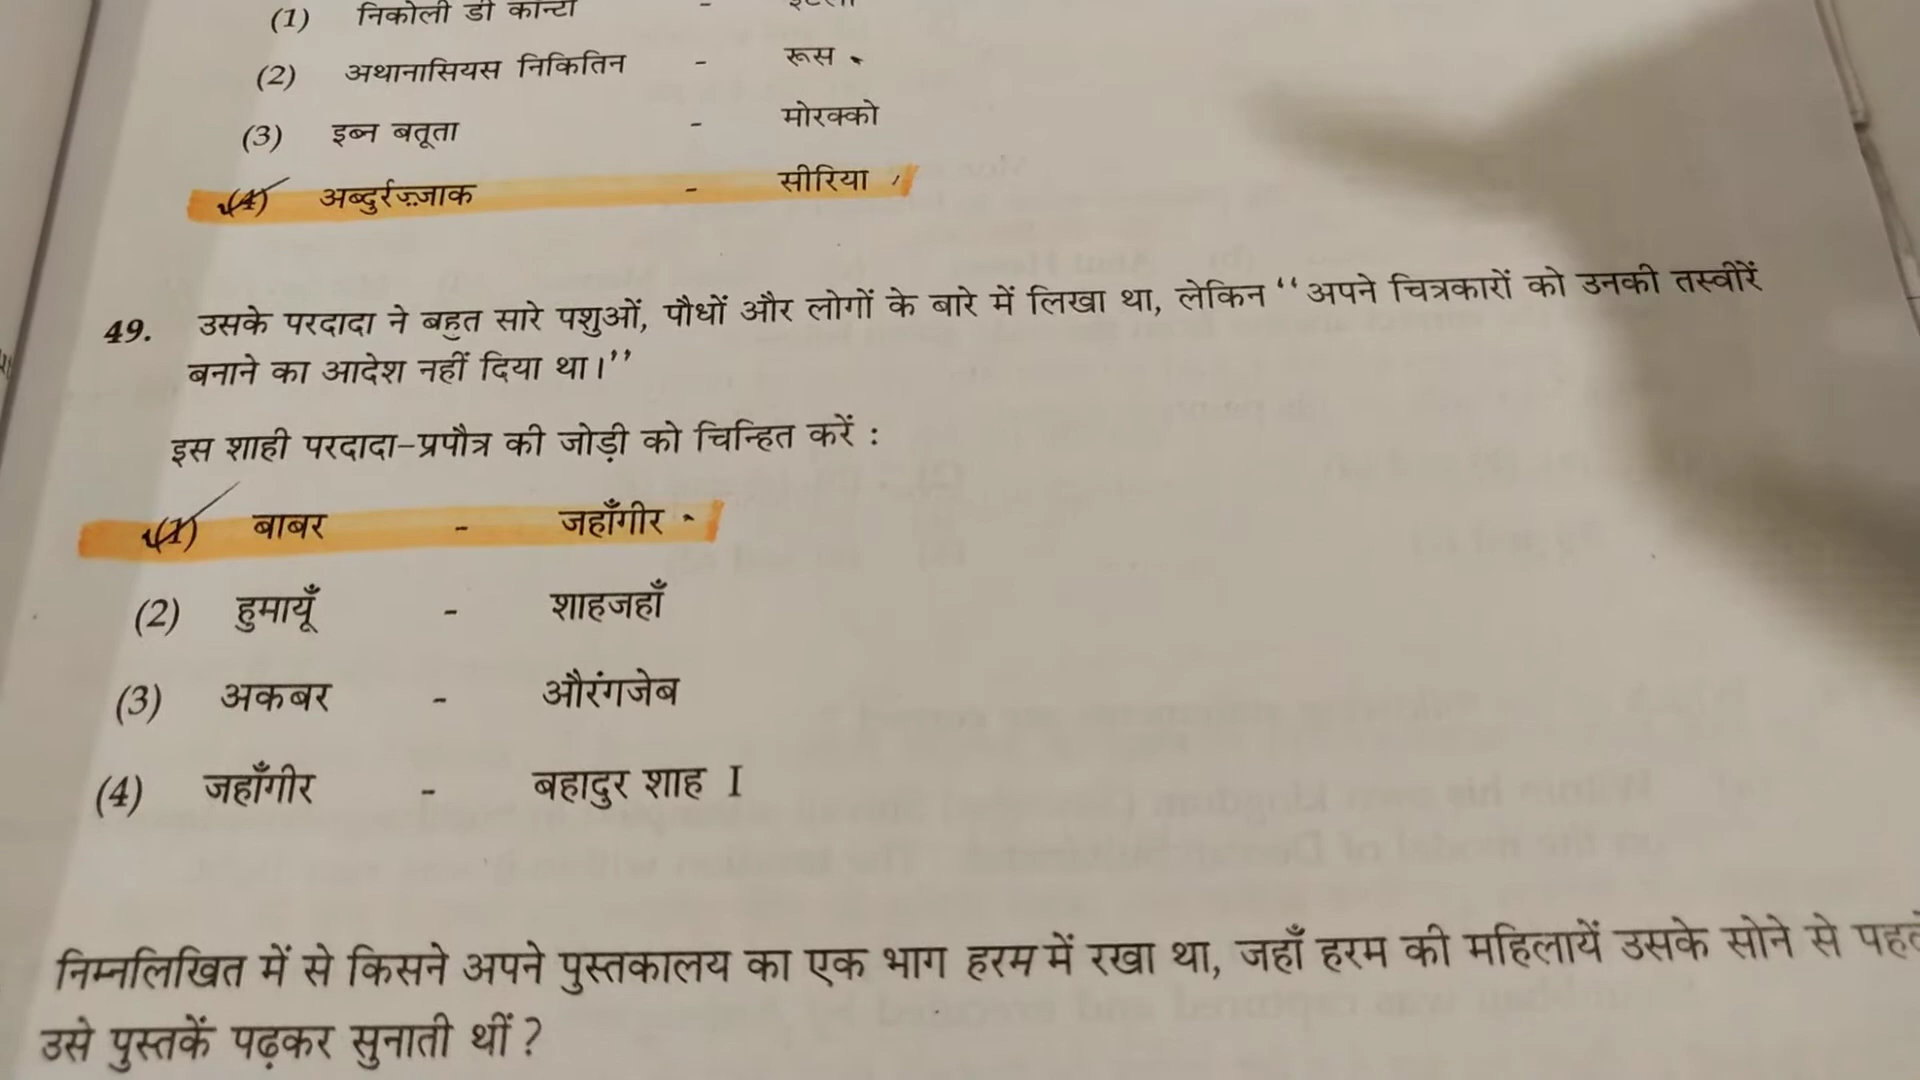 (1) निकोली डी कॉन्टी -
(2) अथानासियस निकितिन - रूस
(3) इब्न बतूता - मोरक्को
(4) अब्दुर्रज़्ज़ाक - सीरिया
49. उसके परदादा ने बहुत सारे पशुओं, पौधों और लोगों के बारे में लिखा था, लेकिन ‘‘अपने चित्रकारों को उनकी तस्वीरें
बनाने का आदेश नहीं दिया था।’’
इस शाही परदादा-प्रपौत्र की जोड़ी को चिन्हित करें :
(1) बाबर - जहाँगीर
(2) हुमायूँ - शाहजहाँ
(3) अकबर - औरंगजेब
(4) जहाँगीर - बहादुर शाह I
निम्नलिखित में से किसने अपने पुस्तकालय का एक भाग हरम में रखा था, जहाँ हरम की महिलायें उसके सोने से
उसे पुस्तकें पढ़कर सुनाती थीं ?